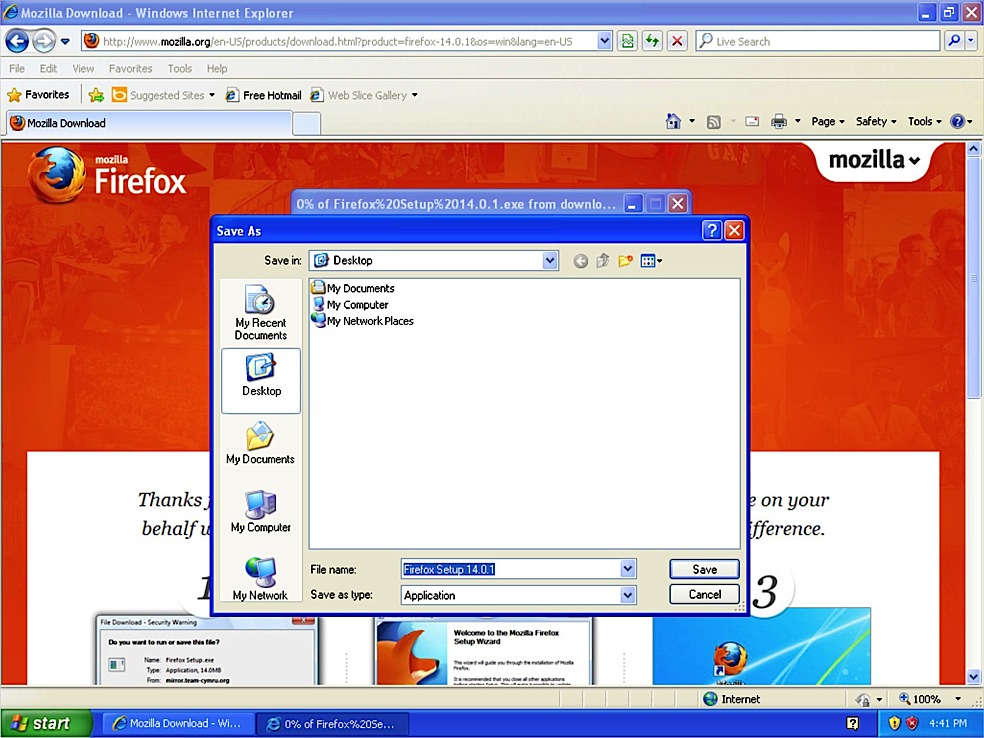 Mozilla Download - Windows Internet Explorer
http://www.mozilla.org/en-US/products/download.html?product=firefox-14.0.1&os=win&lang=en-US
Live Search
File Edit View Favorites Tools Help
Favorites Suggested Sites Free Hotmail Web Slice Gallery
Mozilla Download
Page Safety Tools
mozilla
Firefox
mozilla
0% of Firefox%20Setup%2014.0.1.exe from downlo...
Save As
Save in: Desktop
My Recent
Documents
Desktop
My Documents
My Computer
My Network
My Documents
My Computer
My Network Places
File name: Firefox Setup 14.0.1 Save
Save as type: Application Cancel
Thanks e on your
behalf fference.
1 3
File Download - Security Warning
Do you want to run or save this file?
Name: Firefox Setup.exe
Type: Application, 14.0MB
From: mirror.team-cymru.org
Welcome to the Mozilla Firefox
Setup Wizard
This wizard will guide you through the installation of Mozilla
Firefox.
It is recommended that you close all other applications
Internet 100%
start Mozilla Download - Wi... 0% of Firefox%20Se... 4:41 PM